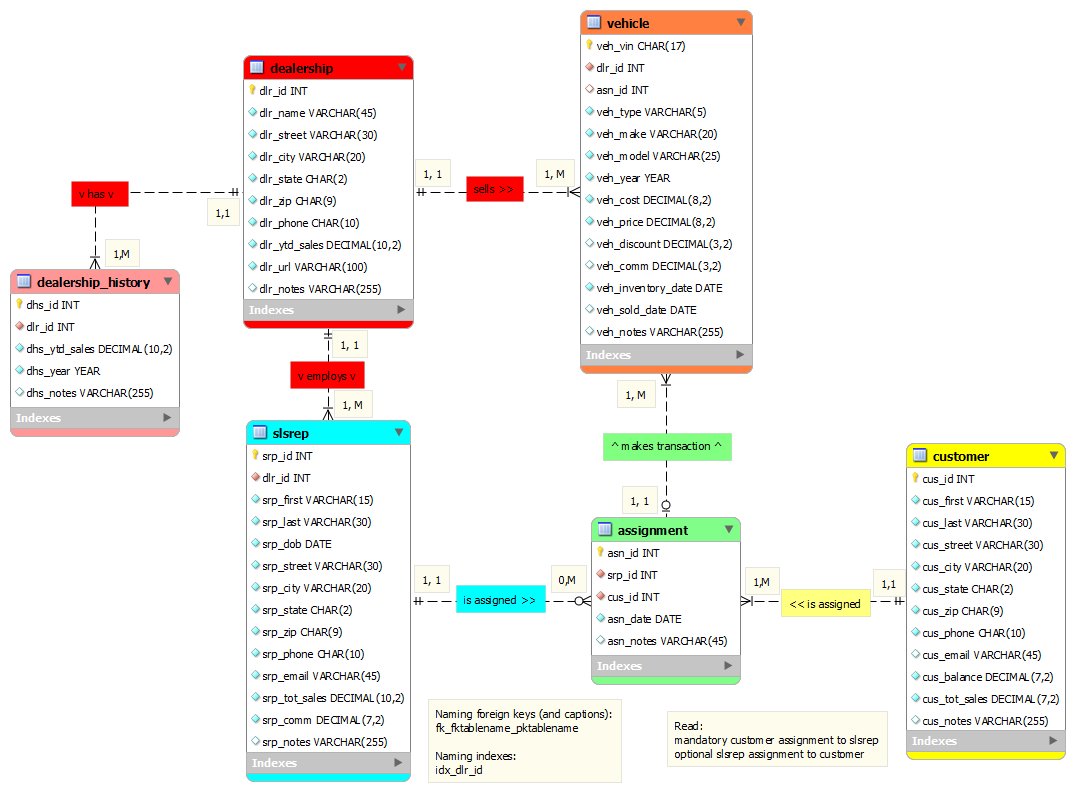 vehicle
veh_vin CHAR(17)
dlr_id INT
asn_id INT
veh_type VARCHAR(5)
veh_make VARCHAR(20)
veh_model VARCHAR(25)
veh_year YEAR
veh_cost DECIMAL(8,2)
veh_price DECIMAL(8,2)
veh_discount DECIMAL(3,2)
veh_comm DECIMAL(3,2)
veh_inventory_date DATE
veh_sold_date DATE
veh_notes VARCHAR(255)
Indexes
dealership
dlr_id INT
dlr_name VARCHAR(45)
dlr_street VARCHAR(30)
dlr_city VARCHAR(20)
dlr_state CHAR(2)
dlr_zip CHAR(9)
dlr_phone CHAR(10)
dlr_ytd_sales DECIMAL(10,2)
dlr_url VARCHAR(100)
dlr_notes VARCHAR(255)
Indexes
1, 1
sells >>
1, M
v has v
1,1
1,M
dealership_history
dhs_id INT
dlr_id INT
dhs_ytd_sales DECIMAL(10,2)
dhs_year YEAR
dhs_notes VARCHAR(255)
Indexes
1, 1
v employs v
1, M
slsrep
srp_id INT
dlr_id INT
srp_first VARCHAR(15)
srp_last VARCHAR(30)
srp_dob DATE
srp_street VARCHAR(30)
srp_city VARCHAR(20)
srp_state CHAR(2)
srp_zip CHAR(9)
srp_phone CHAR(10)
srp_email VARCHAR(45)
srp_tot_sales DECIMAL(10,2)
srp_comm DECIMAL(7,2)
srp_notes VARCHAR(255)
Indexes
1, M
^ makes transaction ^
1, 1
assignment
asn_id INT
srp_id INT
cus_id INT
asn_date DATE
asn_notes VARCHAR(45)
Indexes
1, 1
is assigned >>
0,M
1,M
<< is assigned
1,1
customer
cus_id INT
cus_first VARCHAR(15)
cus_last VARCHAR(30)
cus_street VARCHAR(30)
cus_city VARCHAR(20)
cus_state CHAR(2)
cus_zip CHAR(9)
cus_phone CHAR(10)
cus_email VARCHAR(45)
cus_balance DECIMAL(7,2)
cus_tot_sales DECIMAL(7,2)
cus_notes VARCHAR(255)
Indexes
Naming foreign keys (and captions):
fk_fktablename_pktablename
Naming indexes:
idx_dlr_id
Read:
mandatory customer assignment to slsrep
optional slsrep assignment to customer